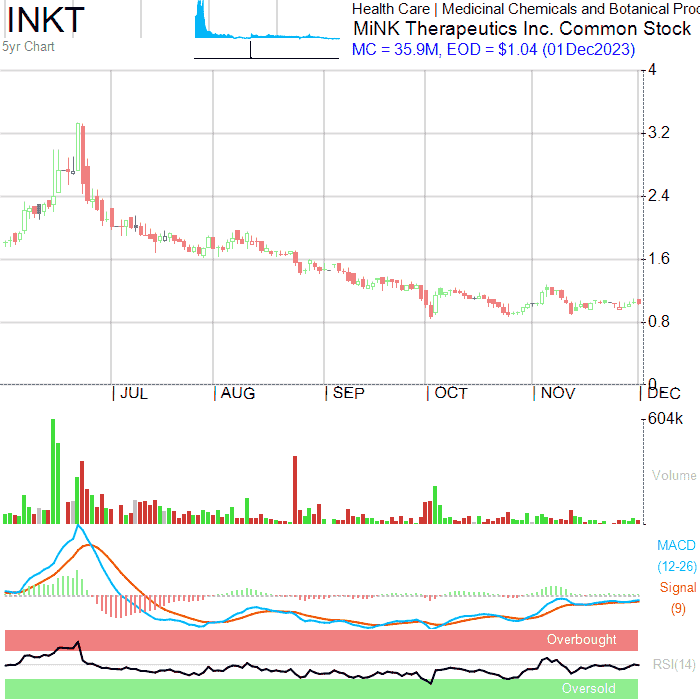 INKT
5yr Chart
Health Care | Medicinal Chemicals and Botanical Proc
MiNK Therapeutics Inc. Common Stock
MC = 35.9M, EOD = $1.04 (01Dec2023)
4
3.2
2.4
1.6
0.8
0
JUL AUG SEP OCT NOV DEC
604k
Volume
MACD
(12-26)
Signal
(9)
Overbought
RSI(14)
Oversold